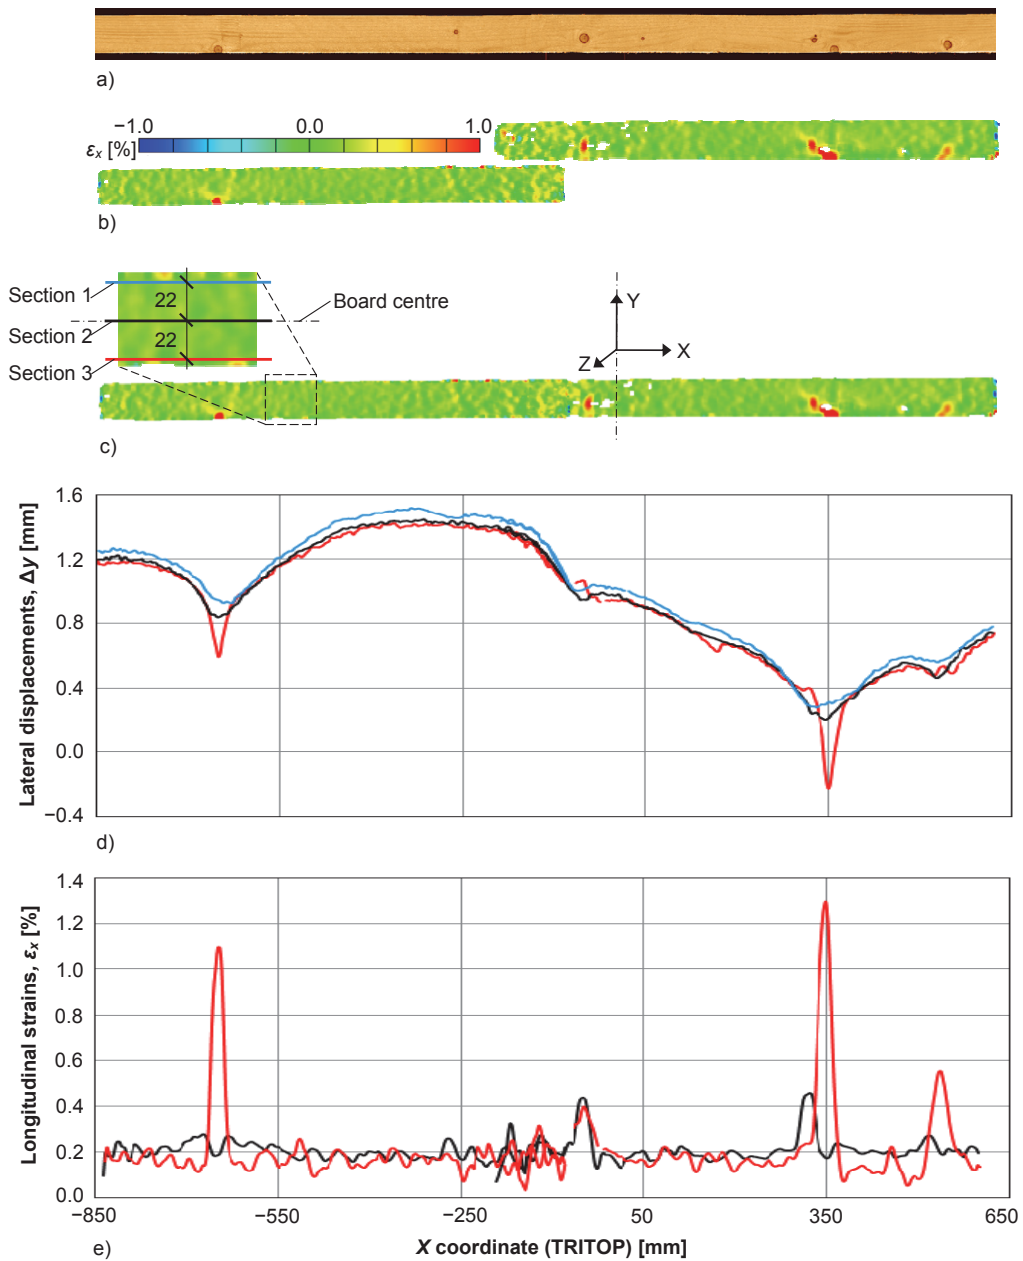 a)
−1.0 0.0 1.0
εx [%]
b)
Section 1
22
Board centre
Section 2
22
Section 3
Y
X
Z
c)
Lateral displacements, Δy [mm]
1.6
1.2
0.8
0.4
0.0
−0.4
d)
Longitudinal strains, εx [%]
1.4
1.2
1.0
0.8
0.6
0.4
0.2
0.0
−850 −550 −250 50 350 650
e)
X coordinate (TRITOP) [mm]